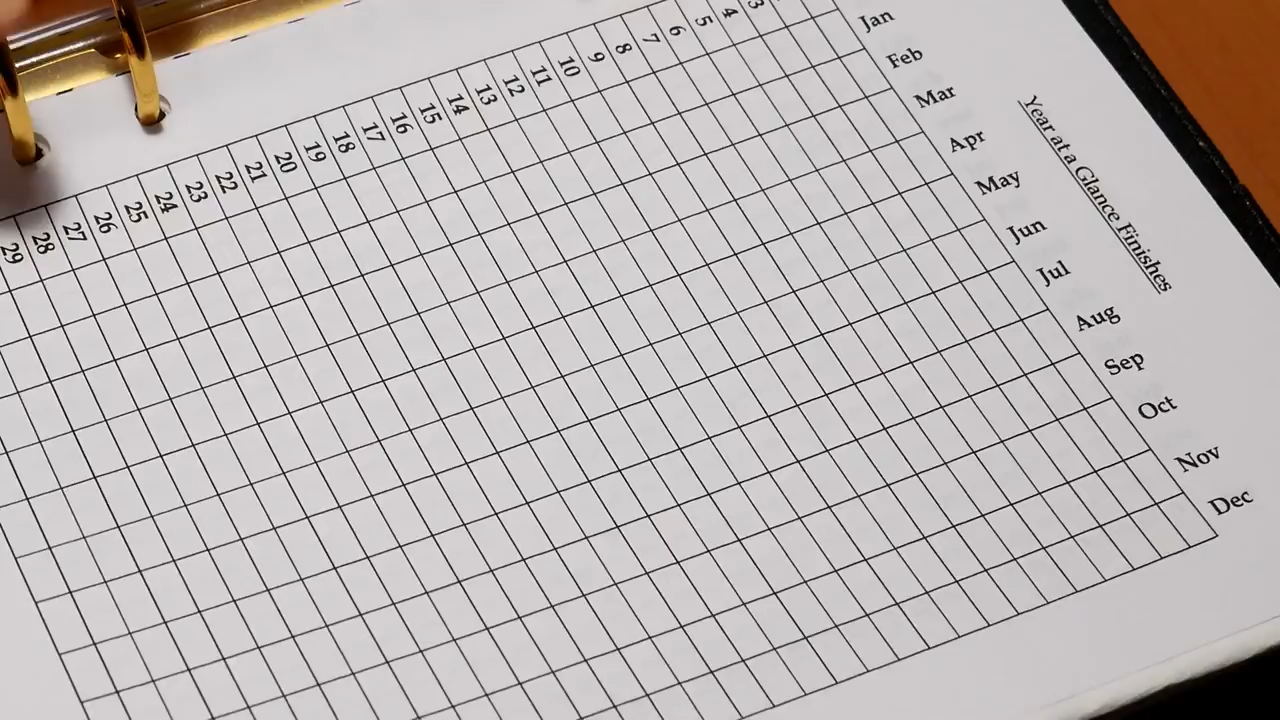 Year at a Glance Finishes
Jan
Feb
Mar
Apr
May
Jun
Jul
Aug
Sep
Oct
Nov
Dec
3
4
5
6
7
8
9
10
11
12
13
14
15
16
17
18
19
20
21
22
23
24
25
26
27
28
29